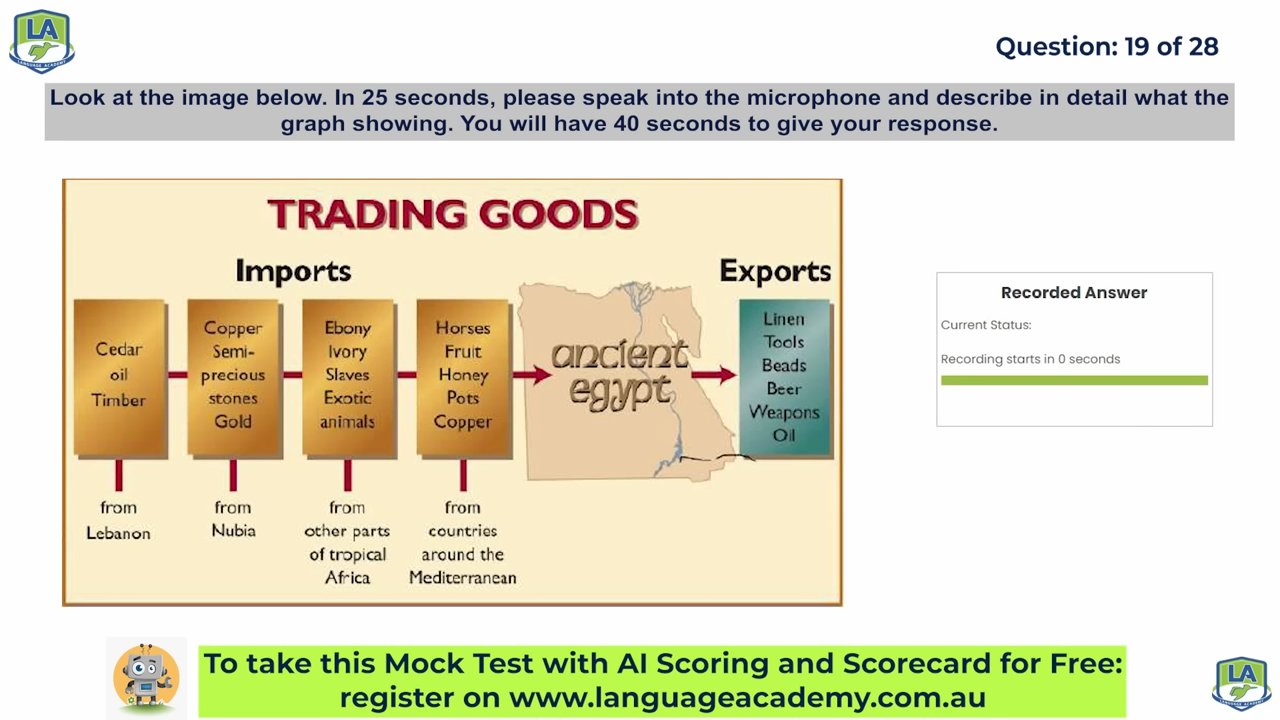 LA
LANGUAGE ACADEMY
Question: 19 of 28
Look at the image below. In 25 seconds, please speak into the microphone and describe in detail what the
graph showing. You will have 40 seconds to give your response.
TRADING GOODS
Imports
Exports
Cedar
oil
Timber
Copper
Semi-
precious
stones
Gold
Ebony
Ivory
Slaves
Exotic
animals
Horses
Fruit
Honey
Pots
Copper
ancient
egypt
Linen
Tools
Beads
Beer
Weapons
Oil
from
Lebanon
from
Nubia
from
other parts
of tropical
Africa
from
countries
around the
Mediterranean
Recorded Answer
Current Status:
Recording starts in 0 seconds
To take this Mock Test with AI Scoring and Scorecard for Free:
register on www.languageacademy.com.au
LA
LANGUAGE ACADEMY